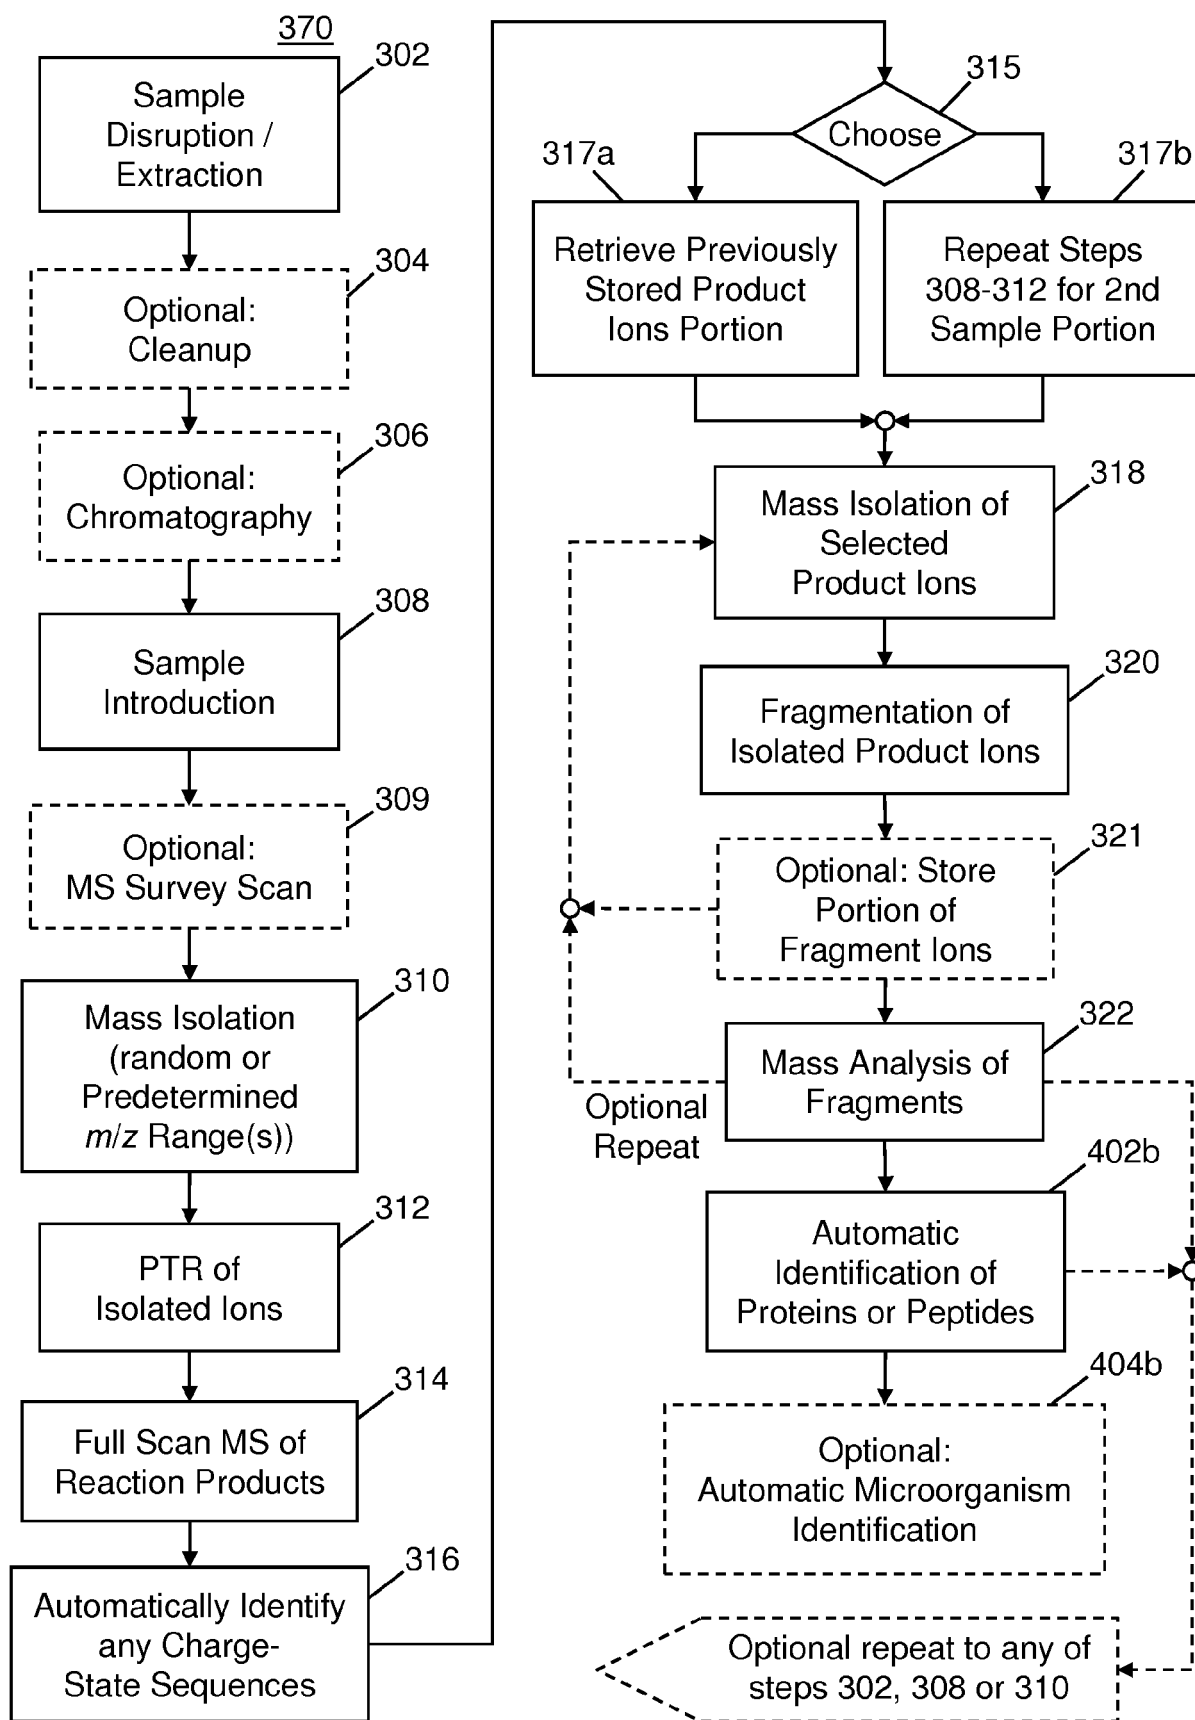 370
302
Sample
Disruption /
Extraction
304
Optional:
Cleanup
306
Optional:
Chromatography
308
Sample
Introduction
309
Optional:
MS Survey Scan
310
Mass Isolation
(random or
Predetermined
m/z Range(s))
312
PTR of
Isolated Ions
314
Full Scan MS of
Reaction Products
316
Automatically Identify
any Charge-
State Sequences
315
Choose
317a
Retrieve Previously
Stored Product
Ions Portion
317b
Repeat Steps
308-312 for 2nd
Sample Portion
318
Mass Isolation of
Selected
Product Ions
320
Fragmentation of
Isolated Product Ions
321
Optional: Store
Portion of
Fragment Ions
322
Mass Analysis of
Fragments
Optional
Repeat
402b
Automatic
Identification of
Proteins or Peptides
404b
Optional:
Automatic Microorganism
Identification
Optional repeat to any of
steps 302, 308 or 310